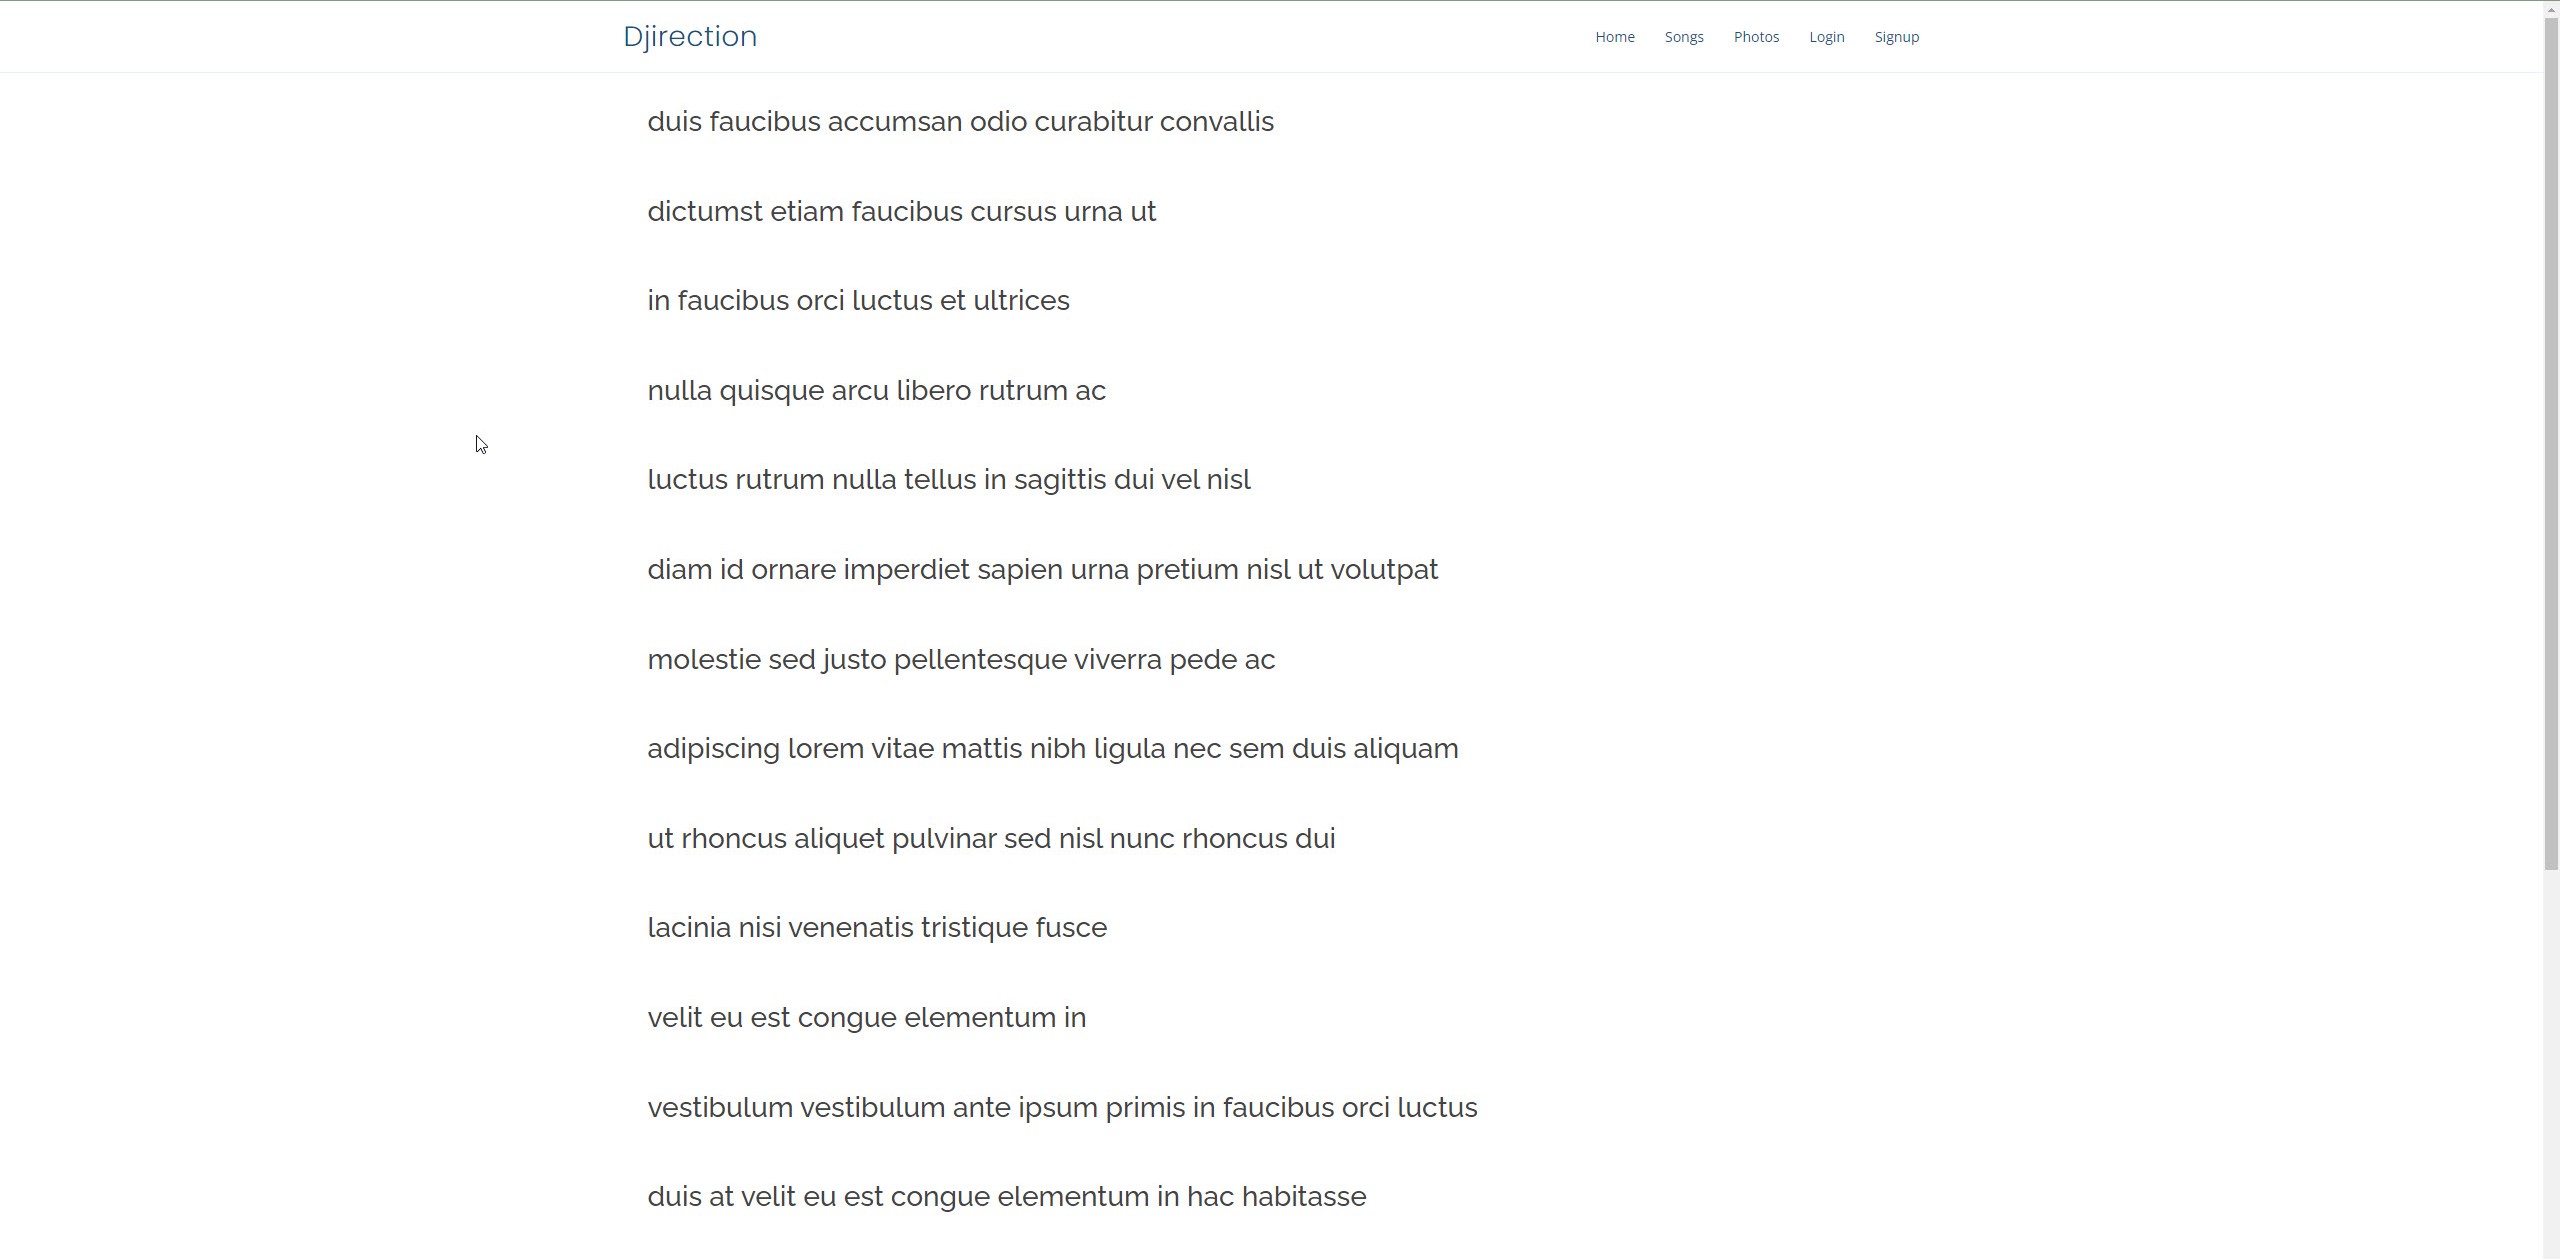 Djirection
Home Songs Photos Login Signup
duis faucibus accumsan odio curabitur convallis
dictumst etiam faucibus cursus urna ut
in faucibus orci luctus et ultrices
nulla quisque arcu libero rutrum ac
luctus rutrum nulla tellus in sagittis dui vel nisl
diam id ornare imperdiet sapien urna pretium nisl ut volutpat
molestie sed justo pellentesque viverra pede ac
adipiscing lorem vitae mattis nibh ligula nec sem duis aliquam
ut rhoncus aliquet pulvinar sed nisl nunc rhoncus dui
lacinia nisi venenatis tristique fusce
velit eu est congue elementum in
vestibulum vestibulum ante ipsum primis in faucibus orci luctus
duis at velit eu est congue elementum in hac habitasse